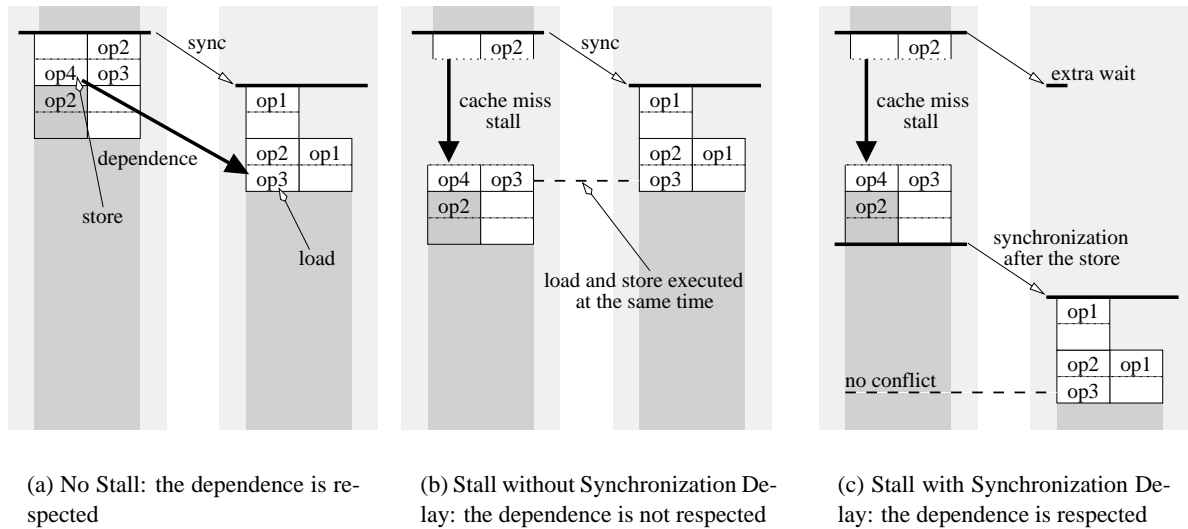 op2
op4 op3
op2
sync
op1
op2 op1
op3
dependence
store
load
op2
sync
cache miss
stall
op1
op2 op1
op3
op4 op3
op2
load and store executed
at the same time
op2
extra wait
cache miss
stall
op4 op3
op2
synchronization
after the store
op1
op2 op1
op3
no conflict
(a) No Stall: the dependence is re-
spected
(b) Stall without Synchronization De-
lay: the dependence is not respected
(c) Stall with Synchronization De-
lay: the dependence is respected